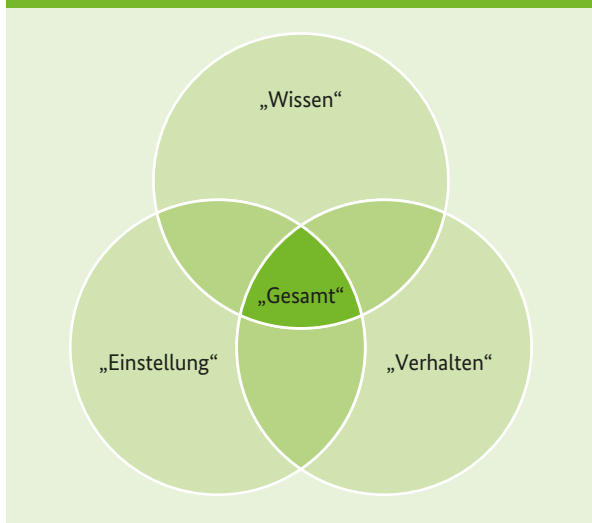 „Wissen“
„Gesamt“
„Einstellung“
„Verhalten“